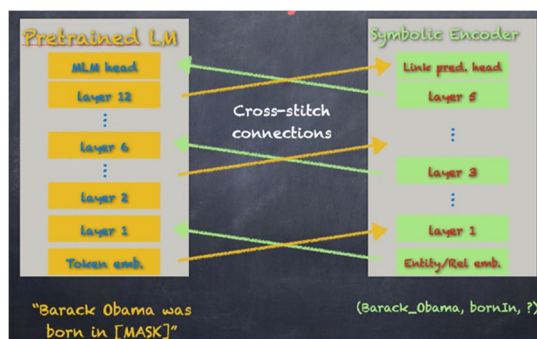 Pretrained LM
MLM head
layer 12
layer 6
layer 2
layer 1
Token emb.
"Barack Obama was
born in [MASK]"
Cross-stitch
connections
Symbolic Encoder
Link pred. head
layer 5
layer 3
layer 1
Entity/Rel emb.
(Barack_Obama, bornIn, ?)